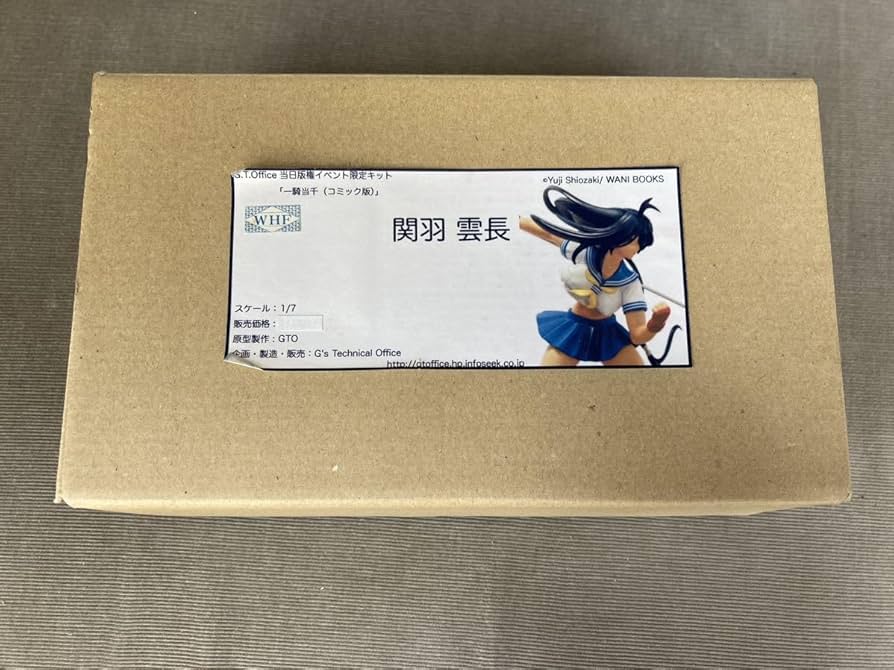 G.T.Office 当日版権イベント限定キット
©Yuji Shiozaki/ WANI BOOKS
「一騎当千（コミック版）」
WHF
関羽 雲長
スケール：1/7
販売価格：
原型製作：GTO
企画・製造・販売：G's Technical Office
http://gtoffice.hp.infoseek.co.jp